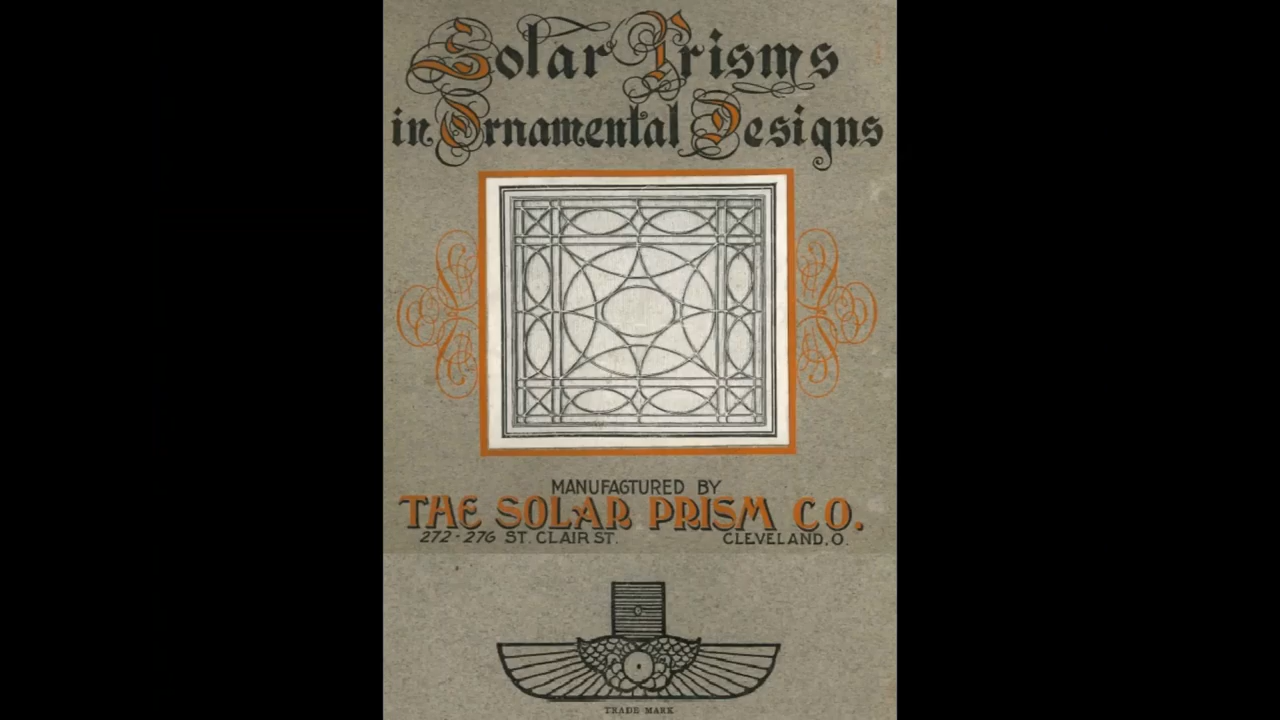 Solar Prisms
in Ornamental Designs
MANUFACTURED BY
THE SOLAR PRISM CO.
272-276 ST. CLAIR ST. CLEVELAND, O.
TRADE MARK